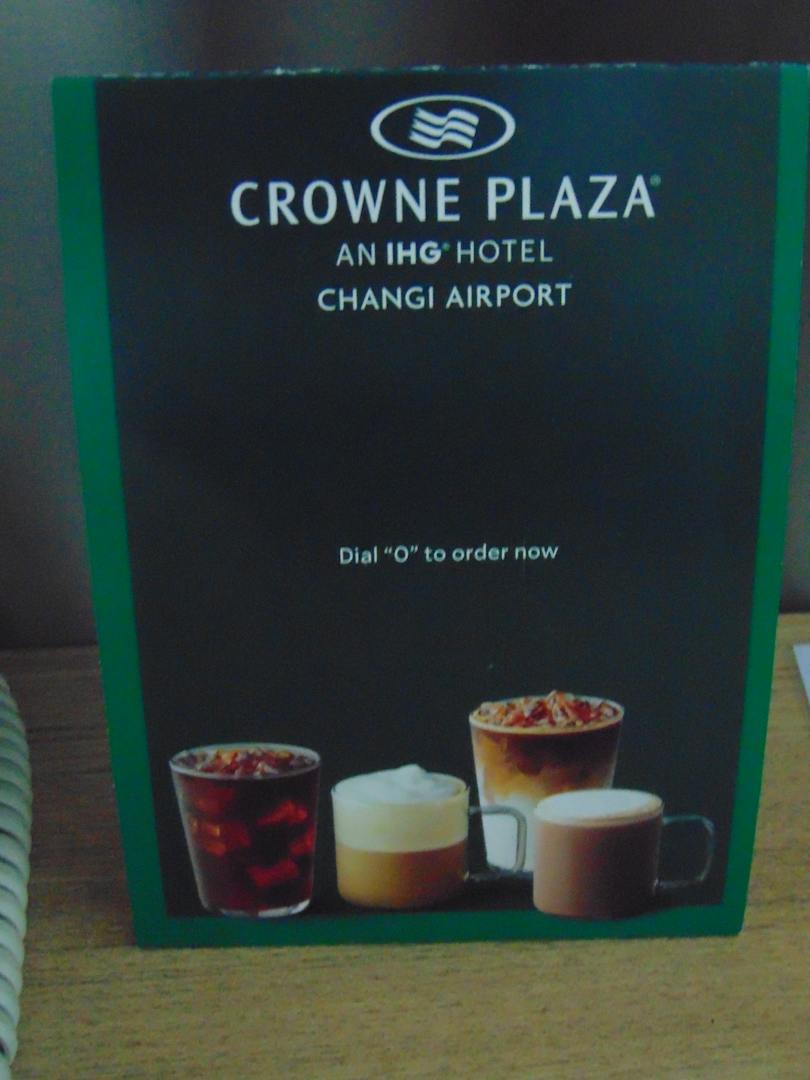 CROWNE PLAZA®
AN IHG® HOTEL
CHANGI AIRPORT
Dial “0” to order now